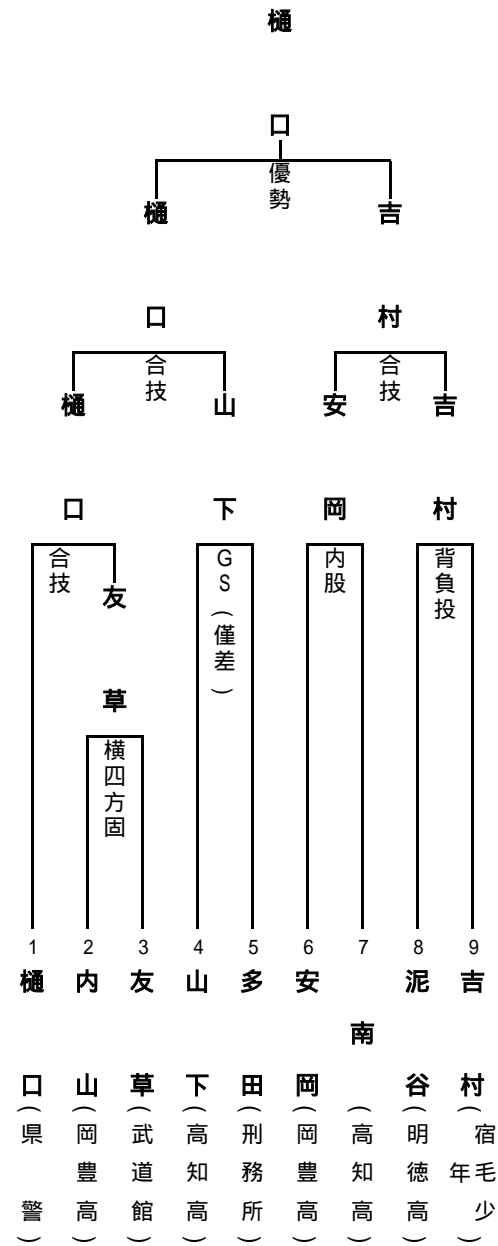 樋口
優勢
樋口
吉村
合技
合技
樋口
山下
安岡
吉村
合技
GS(僅差)
内股
背負投
友草
横四方固
1 2 3 4 5 6 7 8 9
樋口(県警)
内山(岡豊高)
友草(武道館)
山下(高知高)
多田(刑務所)
安岡(岡豊高)
南(高知高)
泥谷(明徳高)
吉村(宿毛少年)